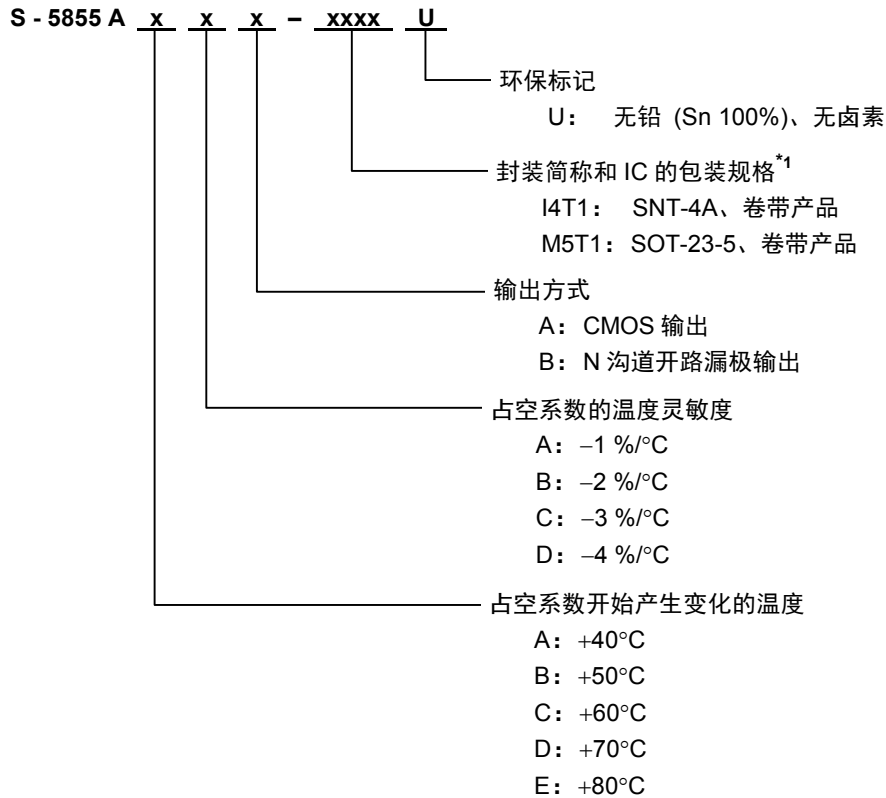 S - 5855 A x x x – xxxx U
环保标记
U： 无铅 (Sn 100%)、无卤素
封装简称和 IC 的包装规格*1
I4T1： SNT-4A、卷带产品
M5T1：SOT-23-5、卷带产品
输出方式
A：CMOS 输出
B：N 沟道开路漏极输出
占空系数的温度灵敏度
A：−1 %/°C
B：−2 %/°C
C：−3 %/°C
D：−4 %/°C
占空系数开始产生变化的温度
A：+40°C
B：+50°C
C：+60°C
D：+70°C
E：+80°C